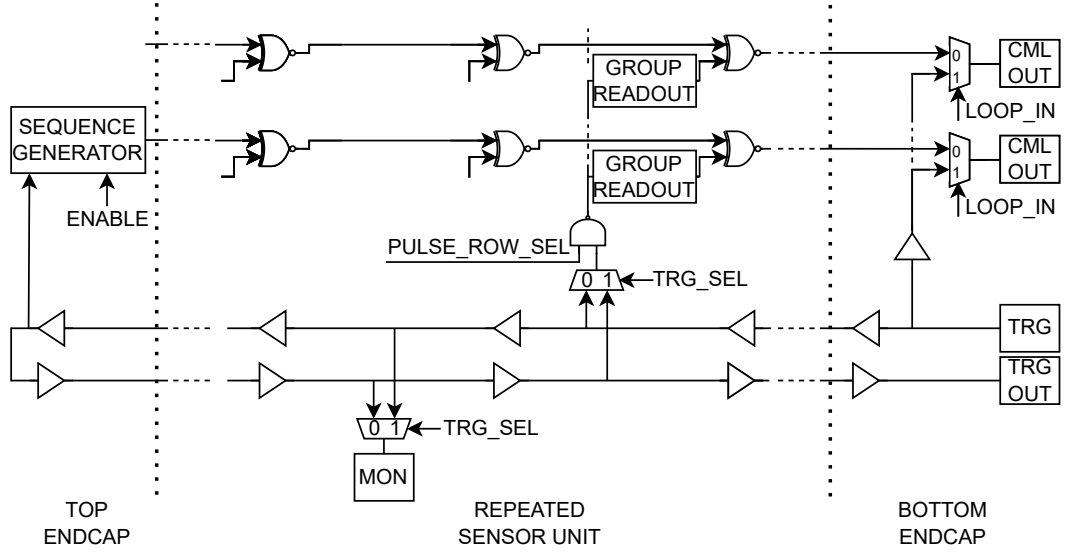 0
1
CML
OUT
GROUP
READOUT
LOOP_IN
SEQUENCE
GENERATOR
0
1
CML
OUT
GROUP
READOUT
ENABLE
LOOP_IN
PULSE_ROW_SEL
0 1
TRG_SEL
TRG
TRG
OUT
0 1
TRG_SEL
MON
TOP
ENDCAP
REPEATED
SENSOR UNIT
BOTTOM
ENDCAP